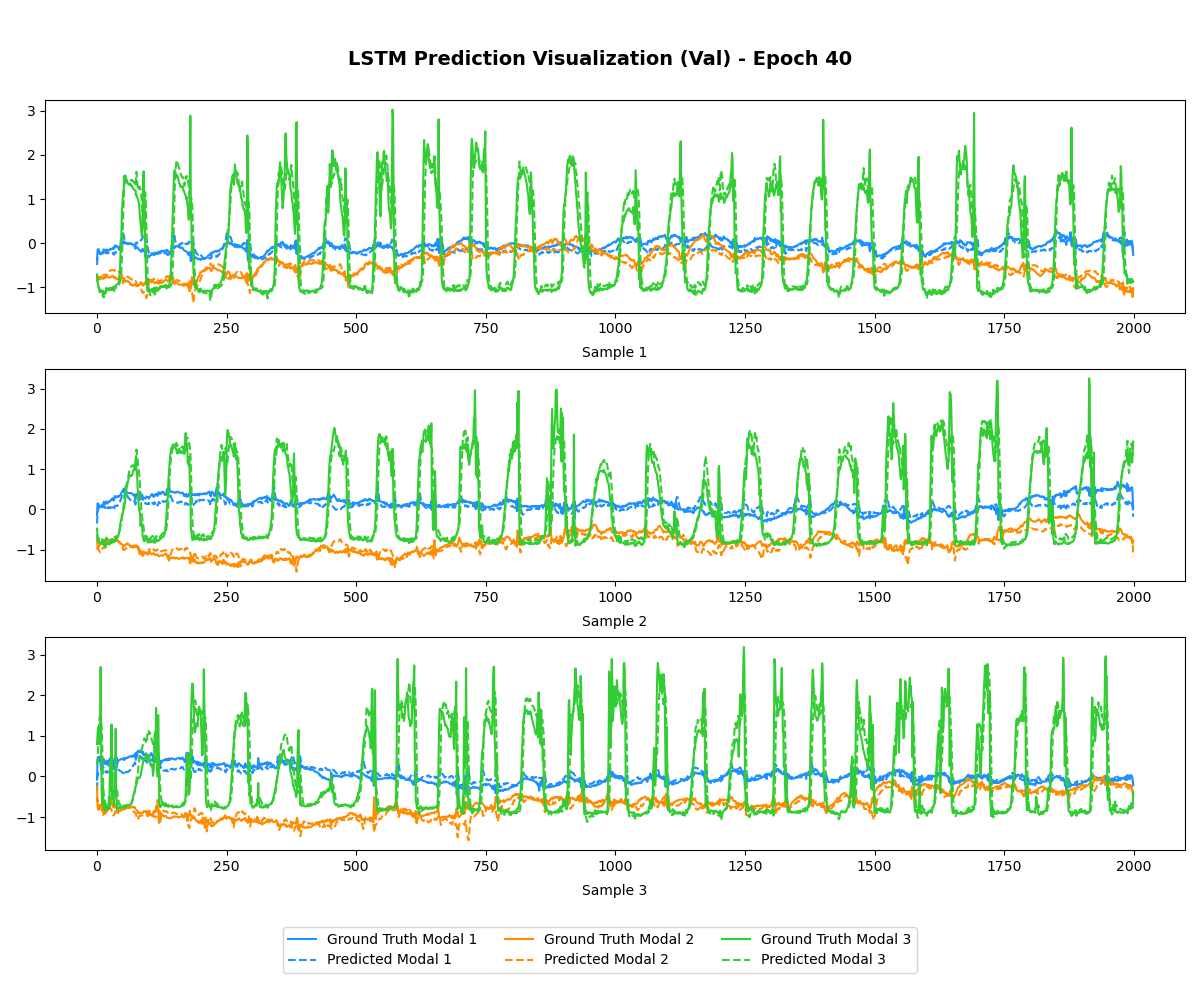 LSTM Prediction Visualization (Val) - Epoch 40
3
2
1
0
−1
0 250 500 750 1000 1250 1500 1750 2000
Sample 1
3
2
1
0
−1
0 250 500 750 1000 1250 1500 1750 2000
Sample 2
3
2
1
0
−1
0 250 500 750 1000 1250 1500 1750 2000
Sample 3
Ground Truth Modal 1 Ground Truth Modal 2 Ground Truth Modal 3
Predicted Modal 1 Predicted Modal 2 Predicted Modal 3